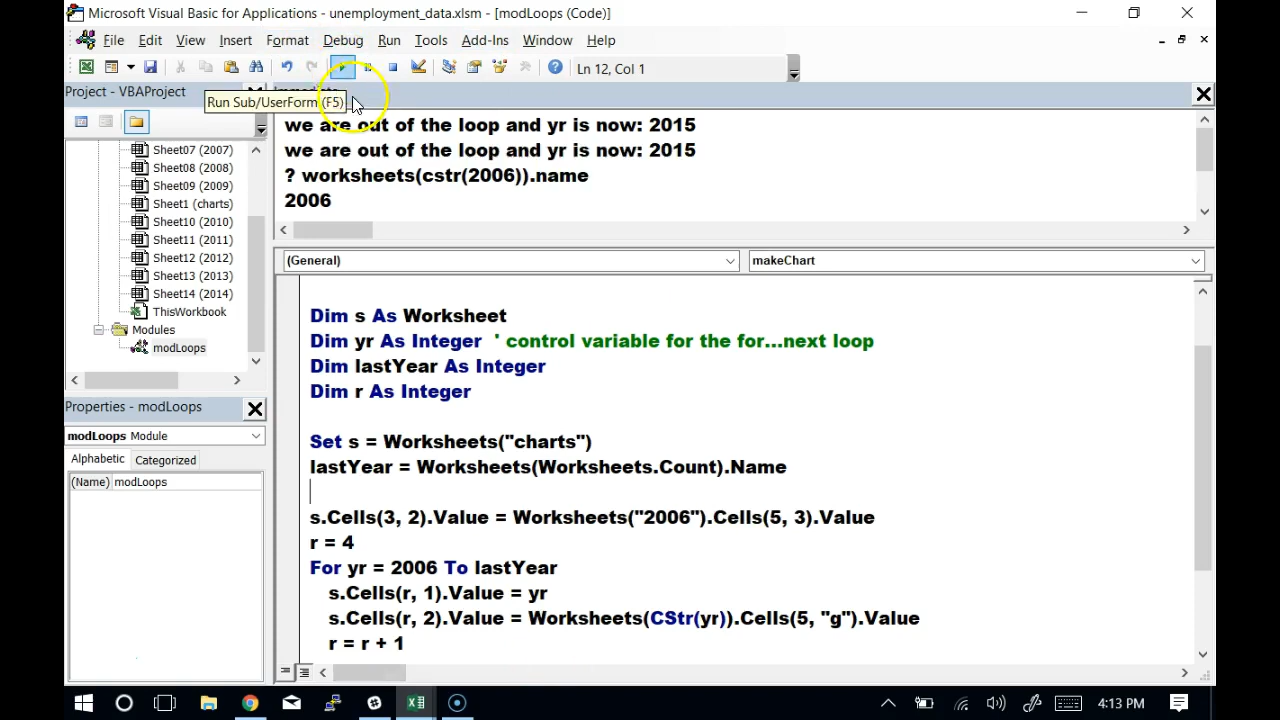 Microsoft Visual Basic for Applications - unemployment_data.xlsm - [modLoops (Code)]
File Edit View Insert Format Debug Run Tools Add-Ins Window Help
Ln 12, Col 1
Project - VBAProject
Run Sub/UserForm (F5)
we are out of the loop and yr is now: 2015
we are out of the loop and yr is now: 2015
? worksheets(cstr(2006)).name
2006
Sheet07 (2007)
Sheet08 (2008)
Sheet09 (2009)
Sheet1 (charts)
Sheet10 (2010)
Sheet11 (2011)
Sheet12 (2012)
Sheet13 (2013)
Sheet14 (2014)
ThisWorkbook
Modules
modLoops
(General) makeChart
Dim s As Worksheet
Dim yr As Integer ' control variable for the for...next loop
Dim lastYear As Integer
Dim r As Integer
Set s = Worksheets("charts")
lastYear = Worksheets(Worksheets.Count).Name
s.Cells(3, 2).Value = Worksheets("2006").Cells(5, 3).Value
r = 4
For yr = 2006 To lastYear
s.Cells(r, 1).Value = yr
s.Cells(r, 2).Value = Worksheets(CStr(yr)).Cells(5, "g").Value
r = r + 1
Properties - modLoops
modLoops Module
Alphabetic Categorized
(Name) modLoops
4:13 PM